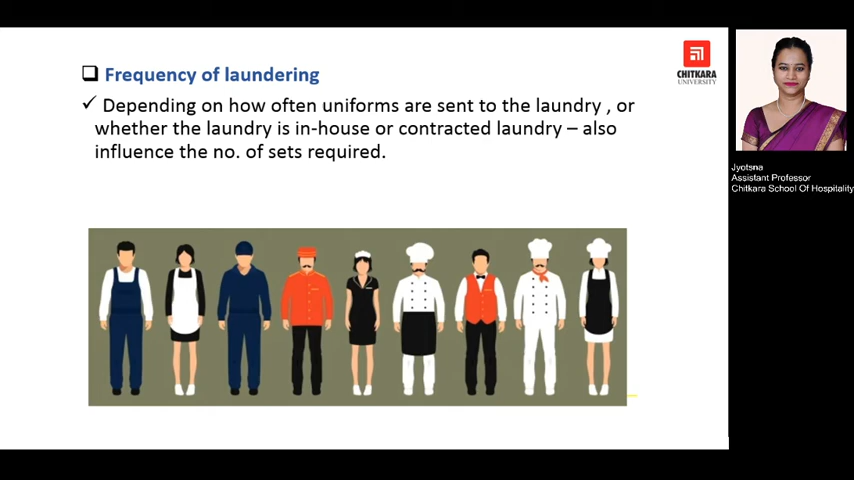 Frequency of laundering
Depending on how often uniforms are sent to the laundry , or
whether the laundry is in-house or contracted laundry – also
influence the no. of sets required.
CHITKARA
UNIVERSITY
Jyotsna
Assistant Professor
Chitkara School Of Hospitality